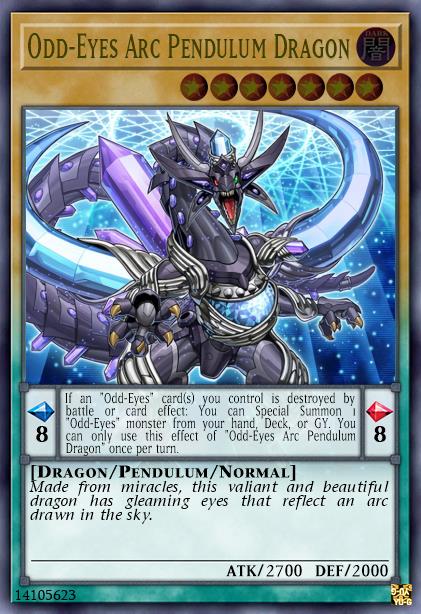 ODD-EYES ARC PENDULUM DRAGON
DARK
闇
If an "Odd-Eyes" card(s) you control is destroyed by
battle or card effect: You can Special Summon 1
"Odd-Eyes" monster from your hand, Deck, or GY. You
can only use this effect of "Odd-Eyes Arc Pendulum
Dragon" once per turn.
8
8
[DRAGON/PENDULUM/NORMAL]
Made from miracles, this valiant and beautiful
dragon has gleaming eyes that reflect an arc
drawn in the sky.
ATK/2700 DEF/2000
14105623